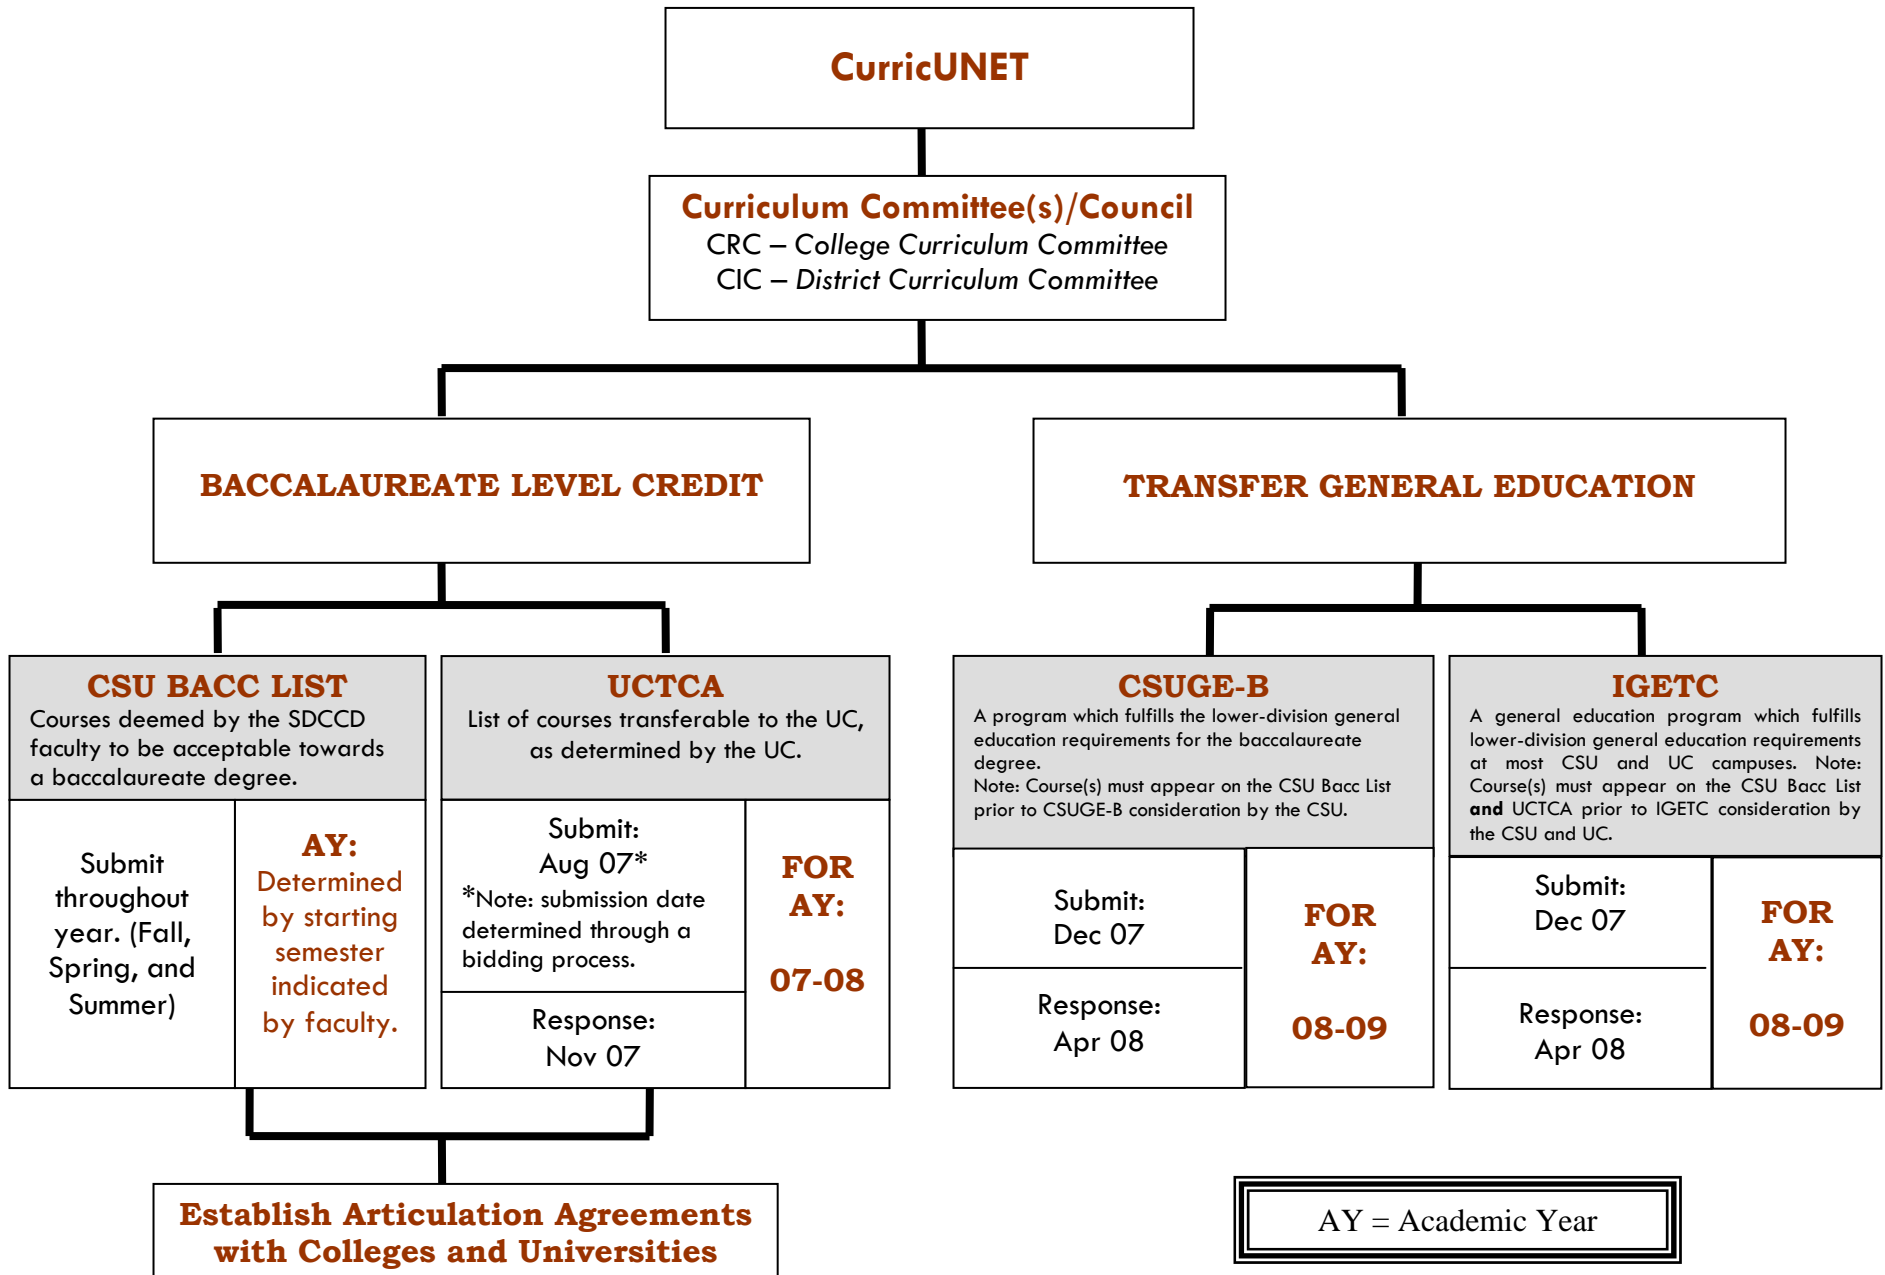 CurricUNET
Curriculum Committee(s)/Council
CRC – College Curriculum Committee
CIC – District Curriculum Committee
BACCALAUREATE LEVEL CREDIT
TRANSFER GENERAL EDUCATION
CSU BACC LIST
Courses deemed by the SDCCD
faculty to be acceptable towards
a baccalaureate degree.
Submit
throughout
year. (Fall,
Spring, and
Summer)
AY:
Determined
by starting
semester
indicated
by faculty.
UCTCA
List of courses transferable to the UC,
as determined by the UC.
Submit:
Aug 07*
*Note: submission date
determined through a
bidding process.
Response:
Nov 07
FOR
AY:
07-08
CSUGE-B
A program which fulfills the lower-division general
education requirements for the baccalaureate
degree.
Note: Course(s) must appear on the CSU Bacc List
prior to CSUGE-B consideration by the CSU.
Submit:
Dec 07
Response:
Apr 08
FOR
AY:
08-09
IGETC
A general education program which fulfills
lower-division general education requirements
at most CSU and UC campuses. Note:
Course(s) must appear on the CSU Bacc List
and UCTCA prior to IGETC consideration by
the CSU and UC.
Submit:
Dec 07
Response:
Apr 08
FOR
AY:
08-09
Establish Articulation Agreements
with Colleges and Universities
AY = Academic Year